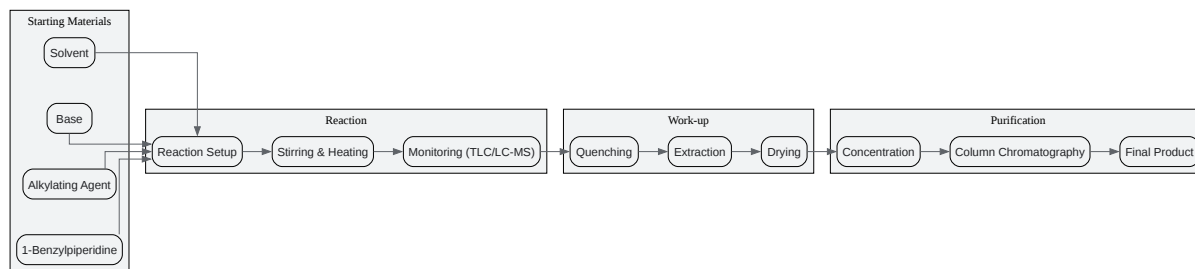 Starting Materials
Solvent
Base
Alkylating Agent
1-Benzylpiperidine
Reaction
Reaction Setup
Stirring & Heating
Monitoring (TLC/LC-MS)
Work-up
Quenching
Extraction
Drying
Purification
Concentration
Column Chromatography
Final Product